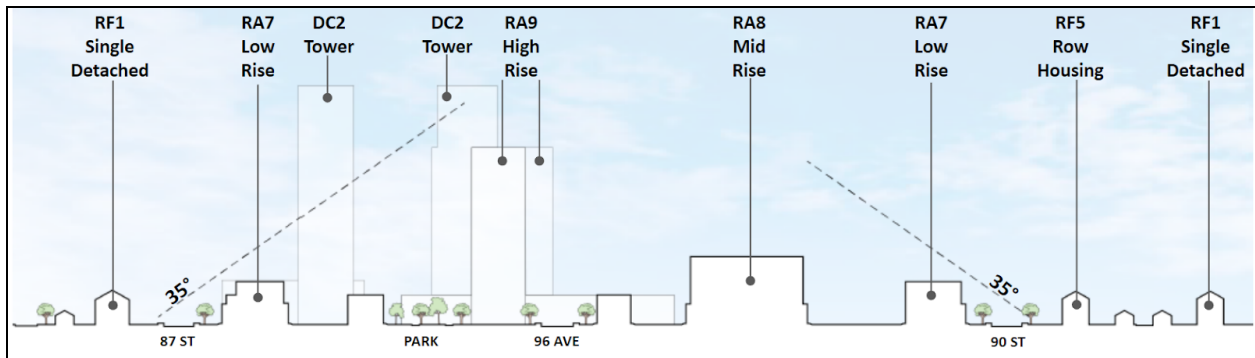 RF1
Single
Detached
RA7
Low
Rise
DC2
Tower
DC2
Tower
RA9
High
Rise
RA8
Mid
Rise
RA7
Low
Rise
RF5
Row
Housing
RF1
Single
Detached
35°
35°
87 ST
PARK
96 AVE
90 ST